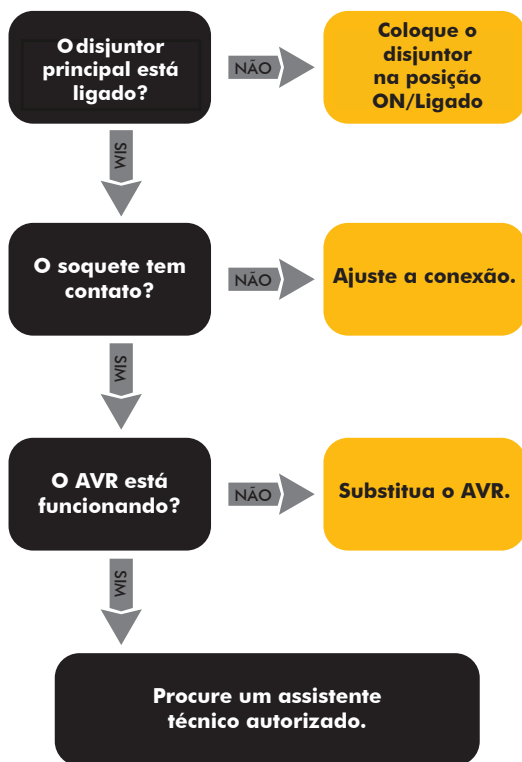 O disjuntor
principal está
ligado?
NÃO
Coloque o
disjuntor
na posição
ON/Ligado
SIM
O soquete tem
contato?
NÃO
Ajuste a conexão.
SIM
O AVR está
funcionando?
NÃO
Substitua o AVR.
SIM
Procure um assistente
técnico autorizado.